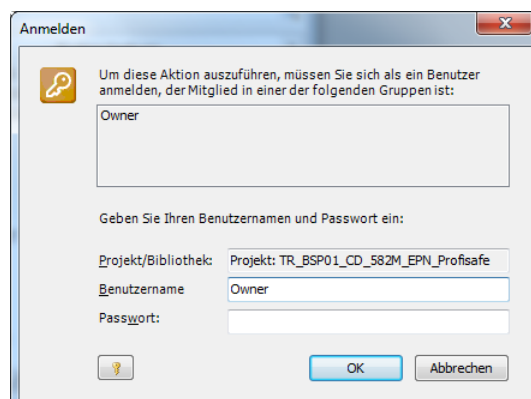 Anmelden
Um diese Aktion auszuführen, müssen Sie sich als ein Benutzer
anmelden, der Mitglied in einer der folgenden Gruppen ist:
Owner
Geben Sie Ihren Benutzernamen und Passwort ein:
Projekt/Bibliothek: Projekt: TR_BSP01_CD_582M_EPN_Profisafe
Benutzername Owner
Passwort:
OK Abbrechen